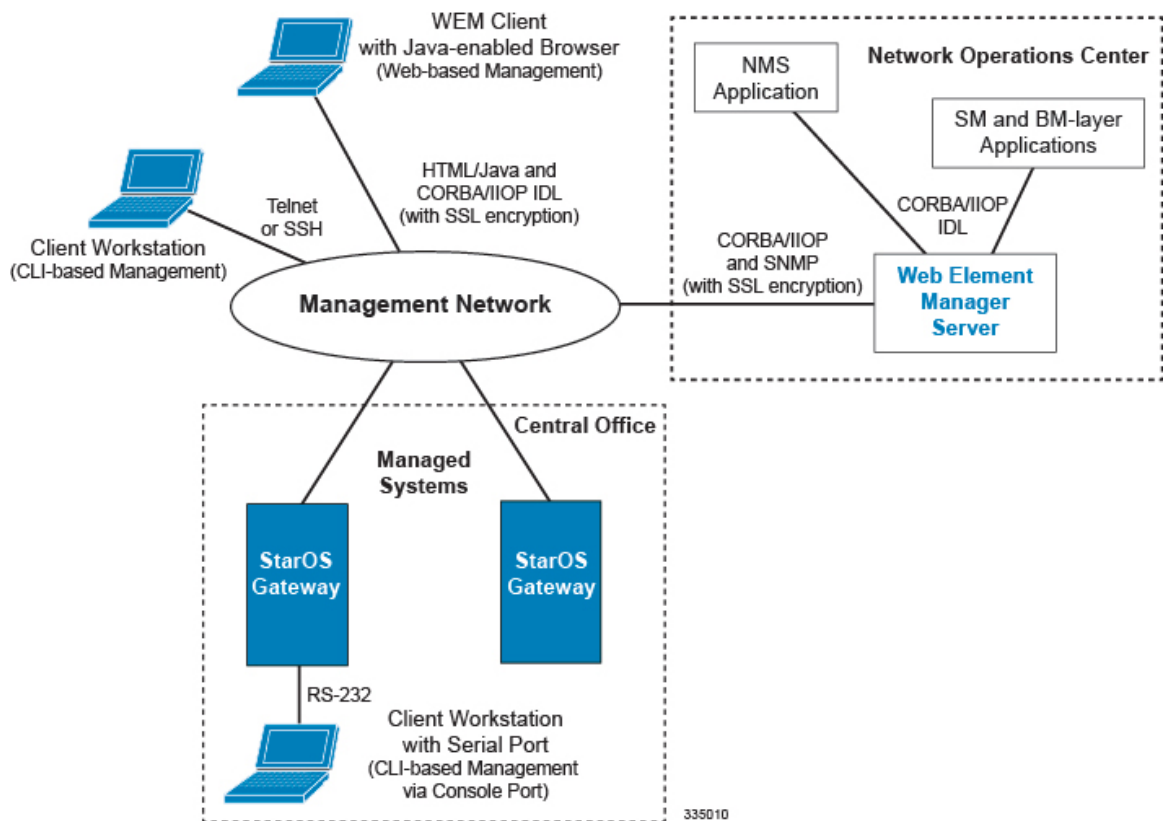 WEM Client
with Java-enabled Browser
(Web-based Management)
Network Operations Center
NMS
Application
SM and BM-layer
Applications
HTML/Java and
CORBA/IIOP IDL
(with SSL encryption)
Telnet
or SSH
Client Workstation
(CLI-based Management)
CORBA/IIOP
IDL
CORBA/IIOP
and SNMP
(with SSL encryption)
Web Element
Manager
Server
Management Network
Central Office
Managed
Systems
StarOS
Gateway
StarOS
Gateway
RS-232
Client Workstation
with Serial Port
(CLI-based Management
via Console Port)
335010